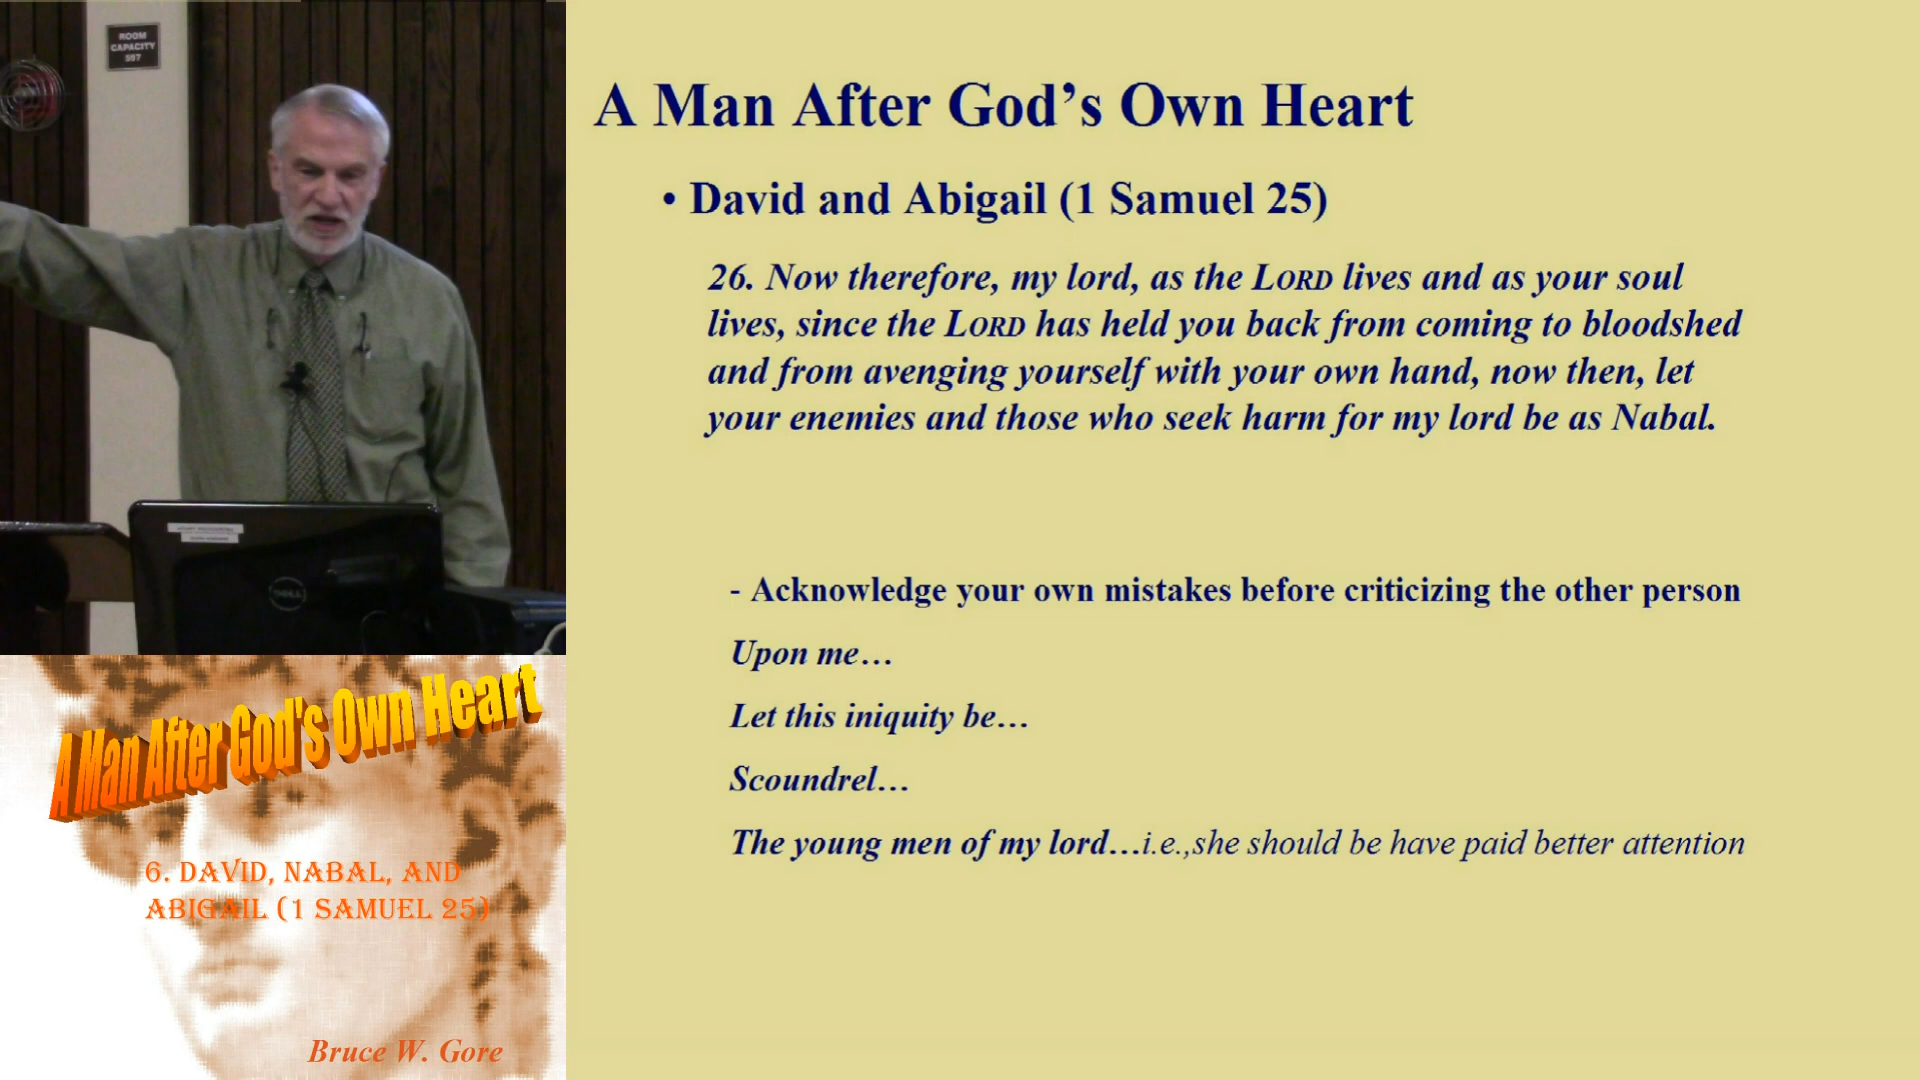 ROOM
CAPACITY
597
DELL
A Man After God's Own Heart
6. David, Nabal, and
Abigail (1 Samuel 25)
Bruce W. Gore
A Man After God’s Own Heart
• David and Abigail (1 Samuel 25)
26. Now therefore, my lord, as the LORD lives and as your soul
lives, since the LORD has held you back from coming to bloodshed
and from avenging yourself with your own hand, now then, let
your enemies and those who seek harm for my lord be as Nabal.
- Acknowledge your own mistakes before criticizing the other person
Upon me…
Let this iniquity be…
Scoundrel…
The young men of my lord…i.e.,she should be have paid better attention